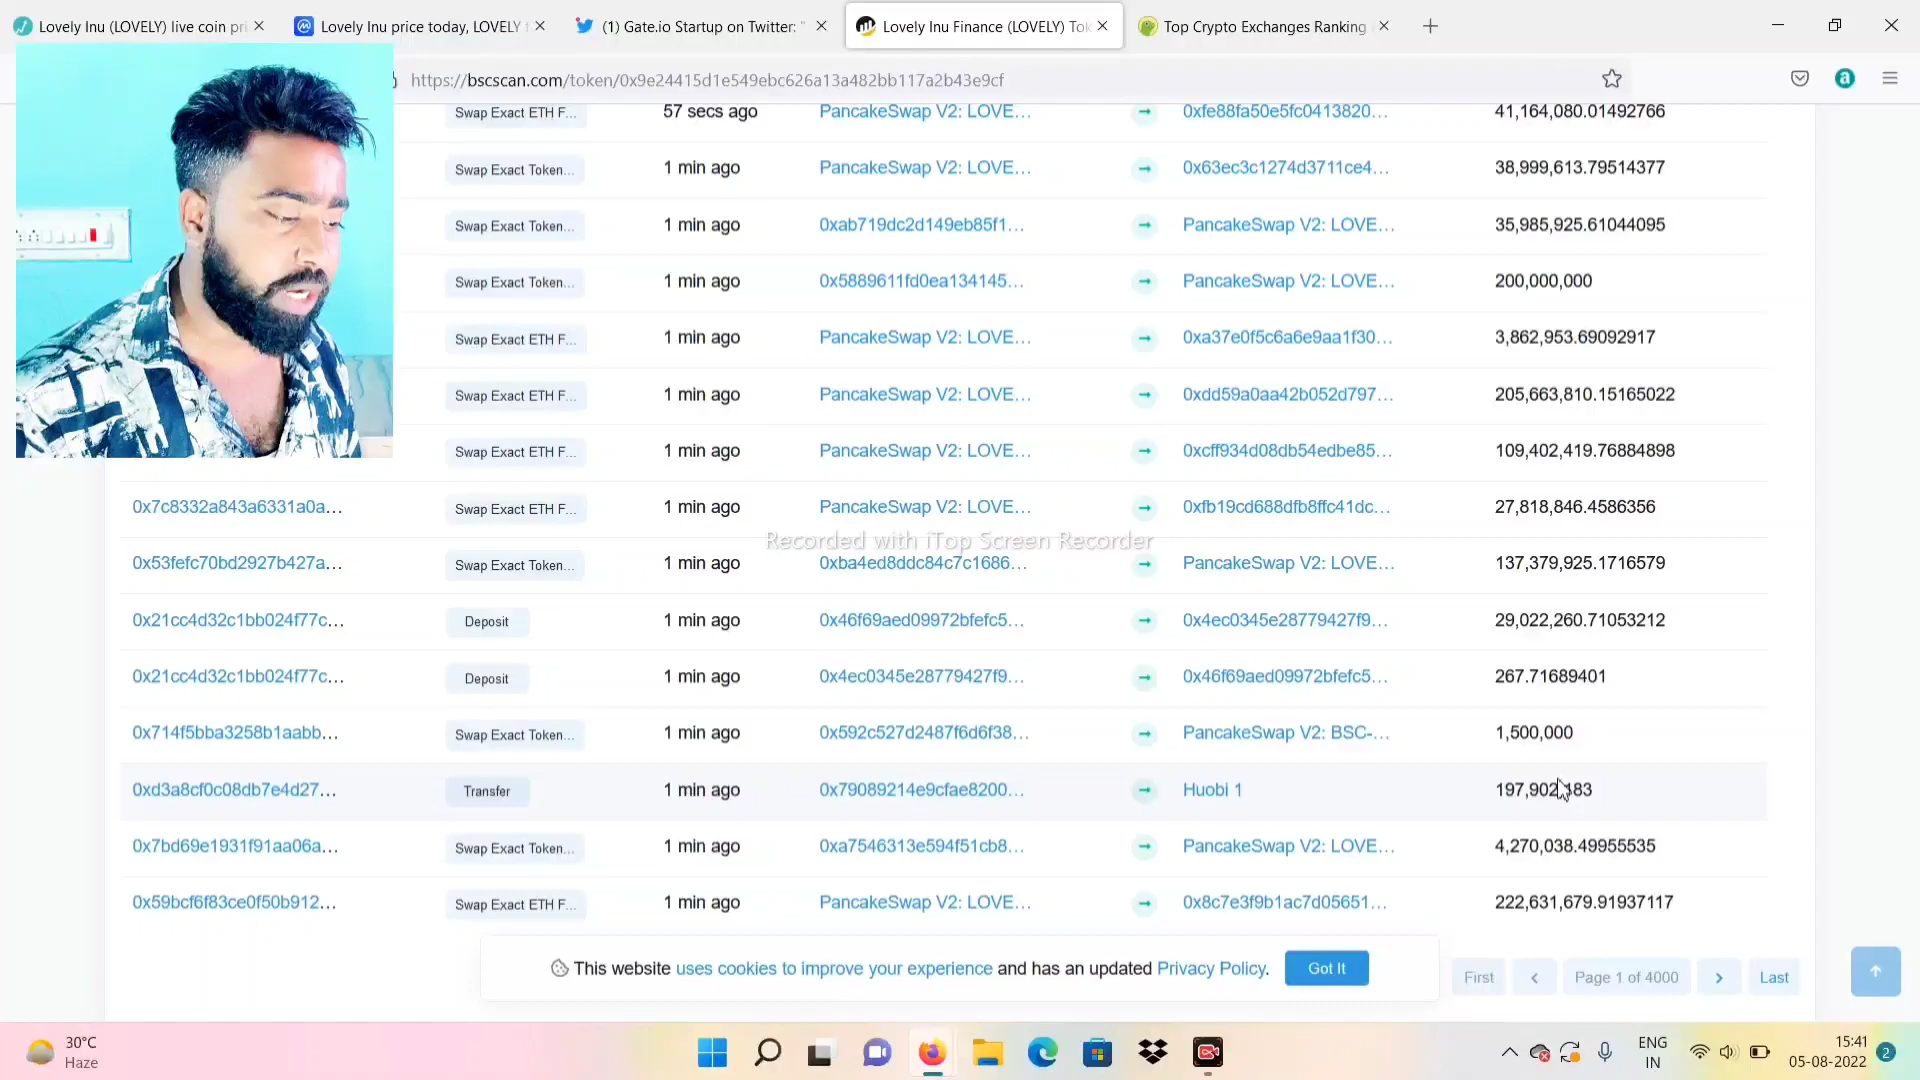 Lovely Inu (LOVELY) live coin pri
Lovely Inu price today, LOVELY t
(1) Gate.io Startup on Twitter: "
Lovely Inu Finance (LOVELY) Tok
Top Crypto Exchanges Ranking
https://bscscan.com/token/0x9e24415d1e549ebc626a13a482bb117a2b43e9cf
Swap Exact ETH F... 57 secs ago PancakeSwap V2: LOVE... 0xfe88fa50e5fc0413820... 41,164,080.01492766
Swap Exact Token... 1 min ago PancakeSwap V2: LOVE... 0x63ec3c1274d3711ce4... 38,999,613.79514377
Swap Exact Token... 1 min ago 0xab719dc2d149eb85f1... PancakeSwap V2: LOVE... 35,985,925.61044095
Swap Exact Token... 1 min ago 0x5889611fd0ea134145... PancakeSwap V2: LOVE... 200,000,000
Swap Exact ETH F... 1 min ago PancakeSwap V2: LOVE... 0xa37e0f5c6a6e9aa1f30... 3,862,953.69092917
Swap Exact ETH F... 1 min ago PancakeSwap V2: LOVE... 0xdd59a0aa42b052d797... 205,663,810.15165022
Swap Exact ETH F... 1 min ago PancakeSwap V2: LOVE... 0xcff934d08db54edbe85... 109,402,419.76884898
0x7c8332a843a6331a0a... Swap Exact ETH F... 1 min ago PancakeSwap V2: LOVE... 0xfb19cd688dfb8ffc41dc... 27,818,846.4586356
Recorded with iTop Screen Recorder
0x53fefc70bd2927b427a... Swap Exact Token... 1 min ago 0xba4ed8ddc84c7c1686... PancakeSwap V2: LOVE... 137,379,925.1716579
0x21cc4d32c1bb024f77c... Deposit 1 min ago 0x46f69aed09972bfefc5... 0x4ec0345e28779427f9... 29,022,260.71053212
0x21cc4d32c1bb024f77c... Deposit 1 min ago 0x4ec0345e28779427f9... 0x46f69aed09972bfefc5... 267.71689401
0x714f5bba3258b1aabb... Swap Exact Token... 1 min ago 0x592c527d2487f6d6f38... PancakeSwap V2: BSC-... 1,500,000
0xd3a8cf0c08db7e4d27... Transfer 1 min ago 0x79089214e9cfae8200... Huobi 1
0x7bd69e1931f91aa06a... Swap Exact Token... 1 min ago 0xa7546313e594f51cb8... PancakeSwap V2: LOVE... 4,270,038.49955535
0x59bcf6f83ce0f50b912... Swap Exact ETH F... 1 min ago PancakeSwap V2: LOVE... 0x8c7e3f9b1ac7d05651... 222,631,679.91937117
This website uses cookies to improve your experience and has an updated Privacy Policy. Got It
First Page 1 of 4000 Last
30°C
Haze
ENG
IN
15:41
05-08-2022
2